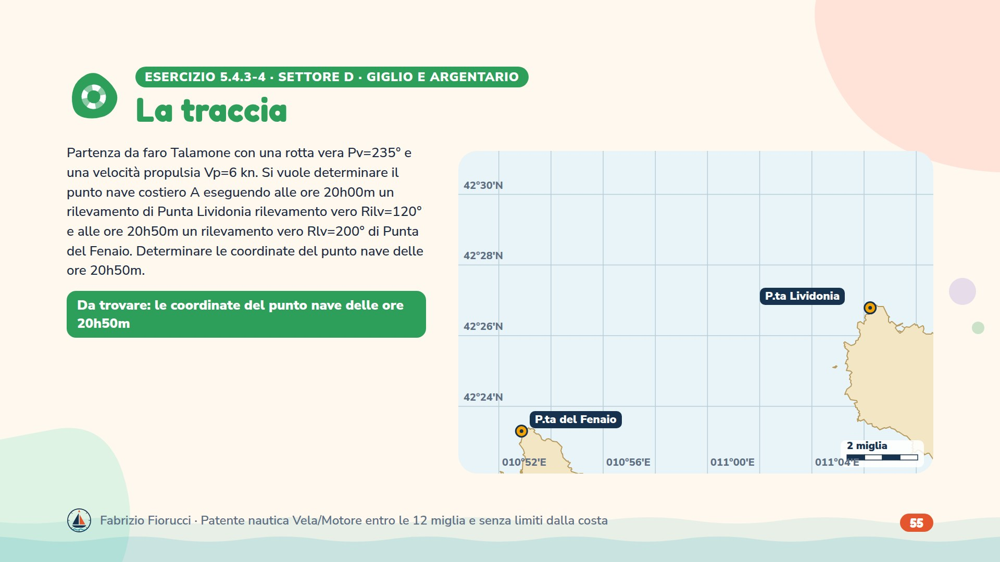 ESERCIZIO 5.4.3-4 · SETTORE D · GIGLIO E ARGENTARIO
La traccia
Partenza da faro Talamone con una rotta vera Pv=235° e
una velocità propulsia Vp=6 kn. Si vuole determinare il
punto nave costiero A eseguendo alle ore 20h00m un
rilevamento di Punta Lividonia rilevamento vero Rilv=120°
e alle ore 20h50m un rilevamento vero Rlv=200° di Punta
del Fenaio. Determinare le coordinate del punto nave delle
ore 20h50m.
Da trovare: le coordinate del punto nave delle ore
20h50m
42°30'N
42°28'N
P.ta Lividonia
42°26'N
42°24'N
P.ta del Fenaio
2 miglia
010°52'E
010°56'E
011°00'E
011°04'E
Fabrizio Fiorucci · Patente nautica Vela/Motore entro le 12 miglia e senza limiti dalla costa
55